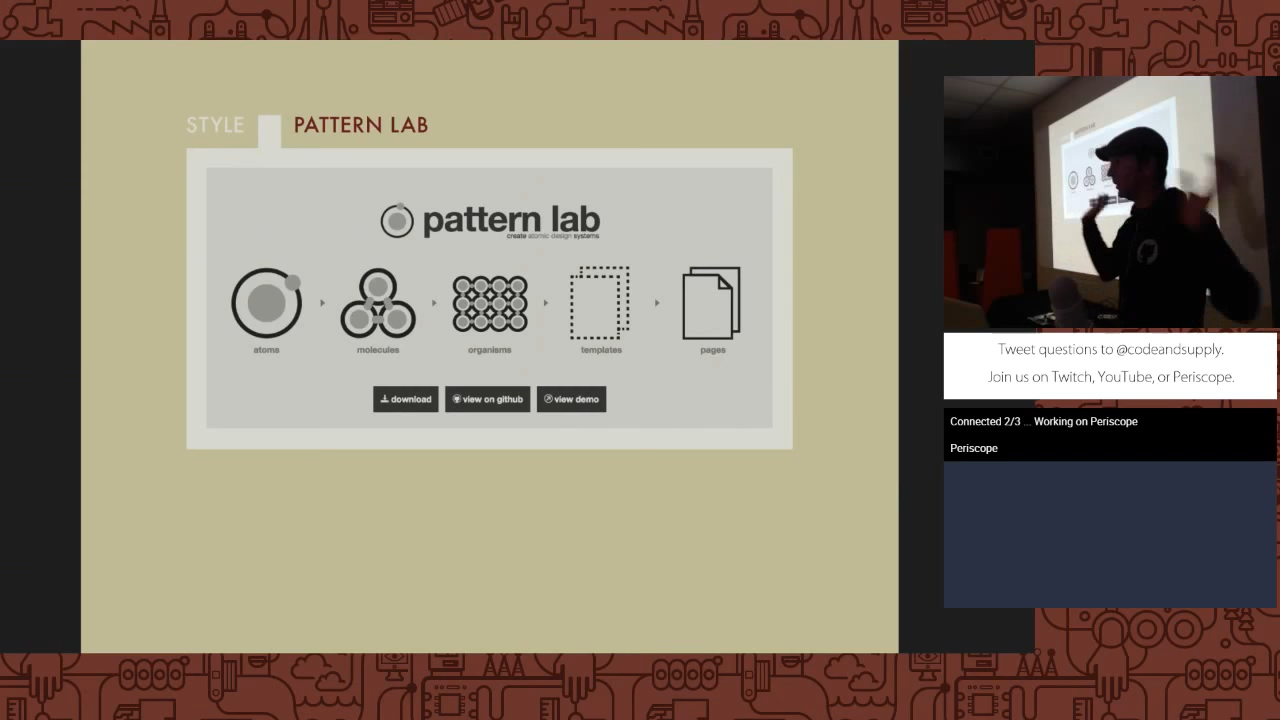 STYLE PATTERN LAB
pattern lab
create atomic design systems
atoms molecules organisms templates pages
download view on github view demo
PATTERN LAB
Tweet questions to @codeandsupply.
Join us on Twitch, YouTube, or Periscope.
Connected 2/3 ... Working on Periscope
Periscope